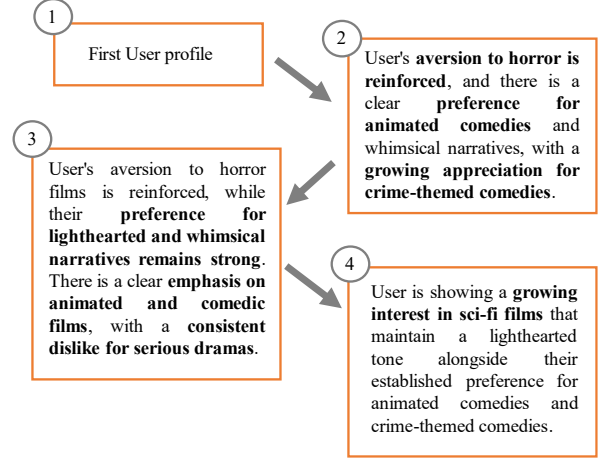 1
First User profile
2
User's aversion to horror is
reinforced, and there is a
clear preference for
animated comedies and
whimsical narratives, with a
growing appreciation for
crime-themed comedies.
3
User's aversion to horror
films is reinforced, while
their preference for
lighthearted and whimsical
narratives remains strong.
There is a clear emphasis on
animated and comedic
films, with a consistent
dislike for serious dramas.
4
User is showing a growing
interest in sci-fi films that
maintain a lighthearted
tone alongside their
established preference for
animated comedies and
crime-themed comedies.